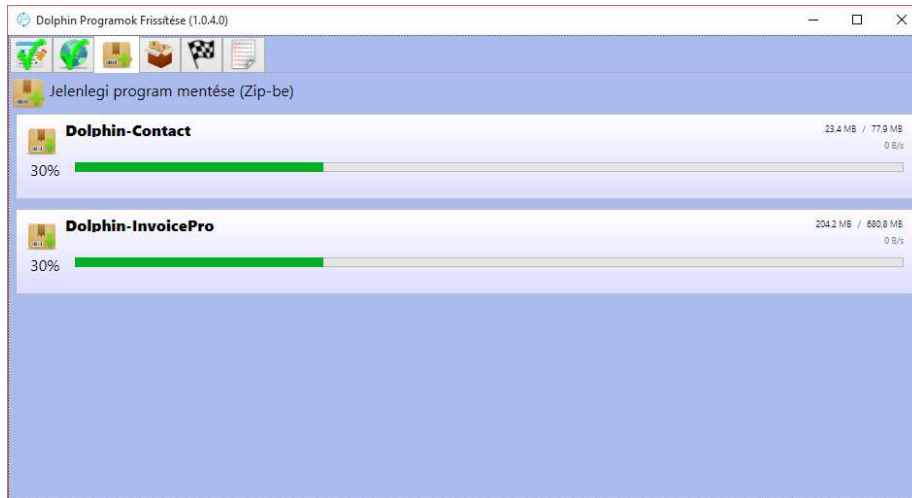 Dolphin Programok Frissítése (1.0.4.0)
Jelenlegi program mentése (Zip-be)
Dolphin-Contact
23,4 MB / 77,9 MB
0 B/s
30%
Dolphin-InvoicePro
204,2 MB / 680,8 MB
0 B/s
30%